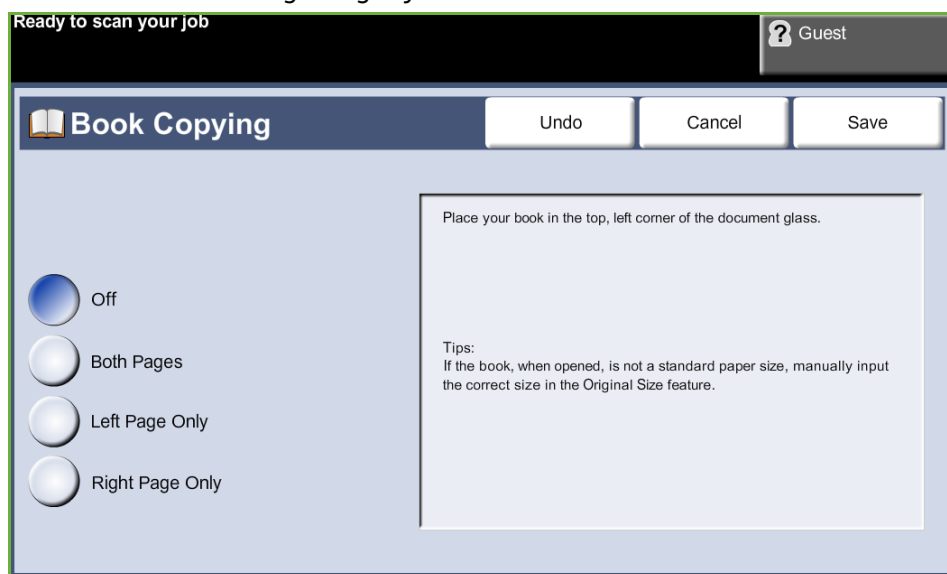 Ready to scan your job
Guest
Book Copying
Undo
Cancel
Save
Place your book in the top, left corner of the document glass.
Off
Both Pages
Left Page Only
Right Page Only
Tips:
If the book, when opened, is not a standard paper size, manually input
the correct size in the Original Size feature.